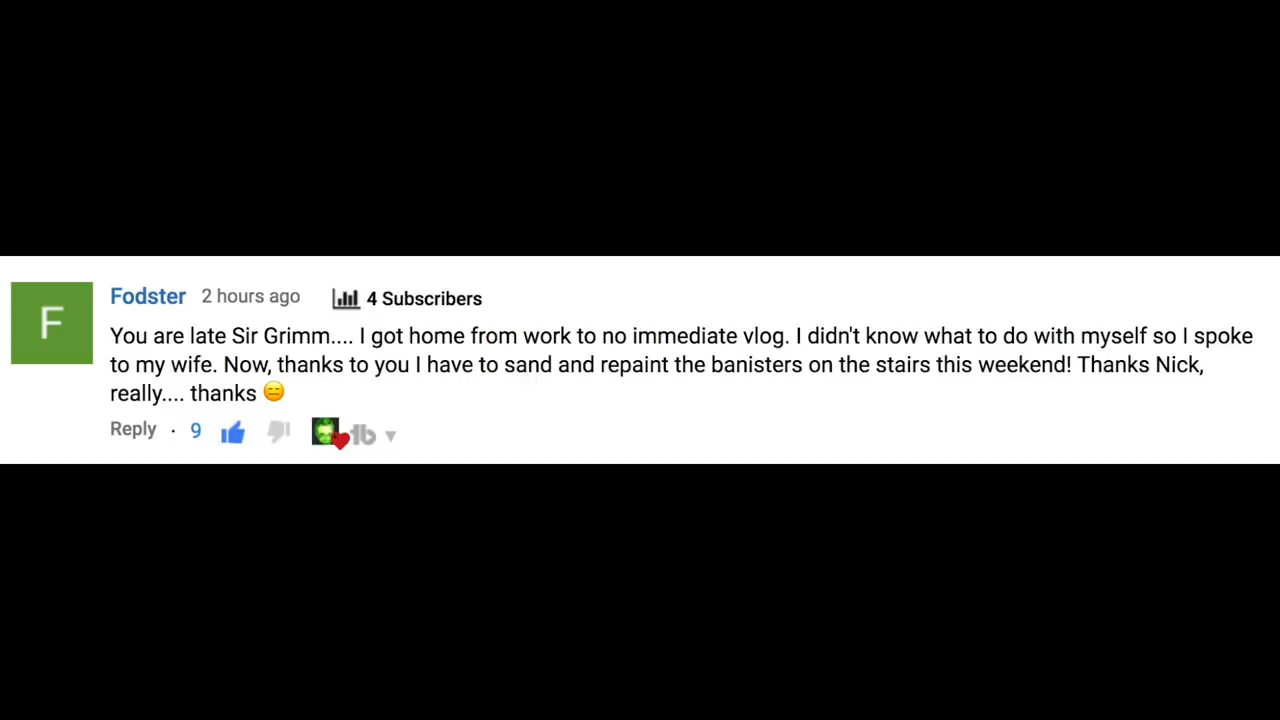 F
Fodster 2 hours ago 4 Subscribers
You are late Sir Grimm.... I got home from work to no immediate vlog. I didn't know what to do with myself so I spoke
to my wife. Now, thanks to you I have to sand and repaint the banisters on the stairs this weekend! Thanks Nick,
really.... thanks 😑
Reply · 9 tb